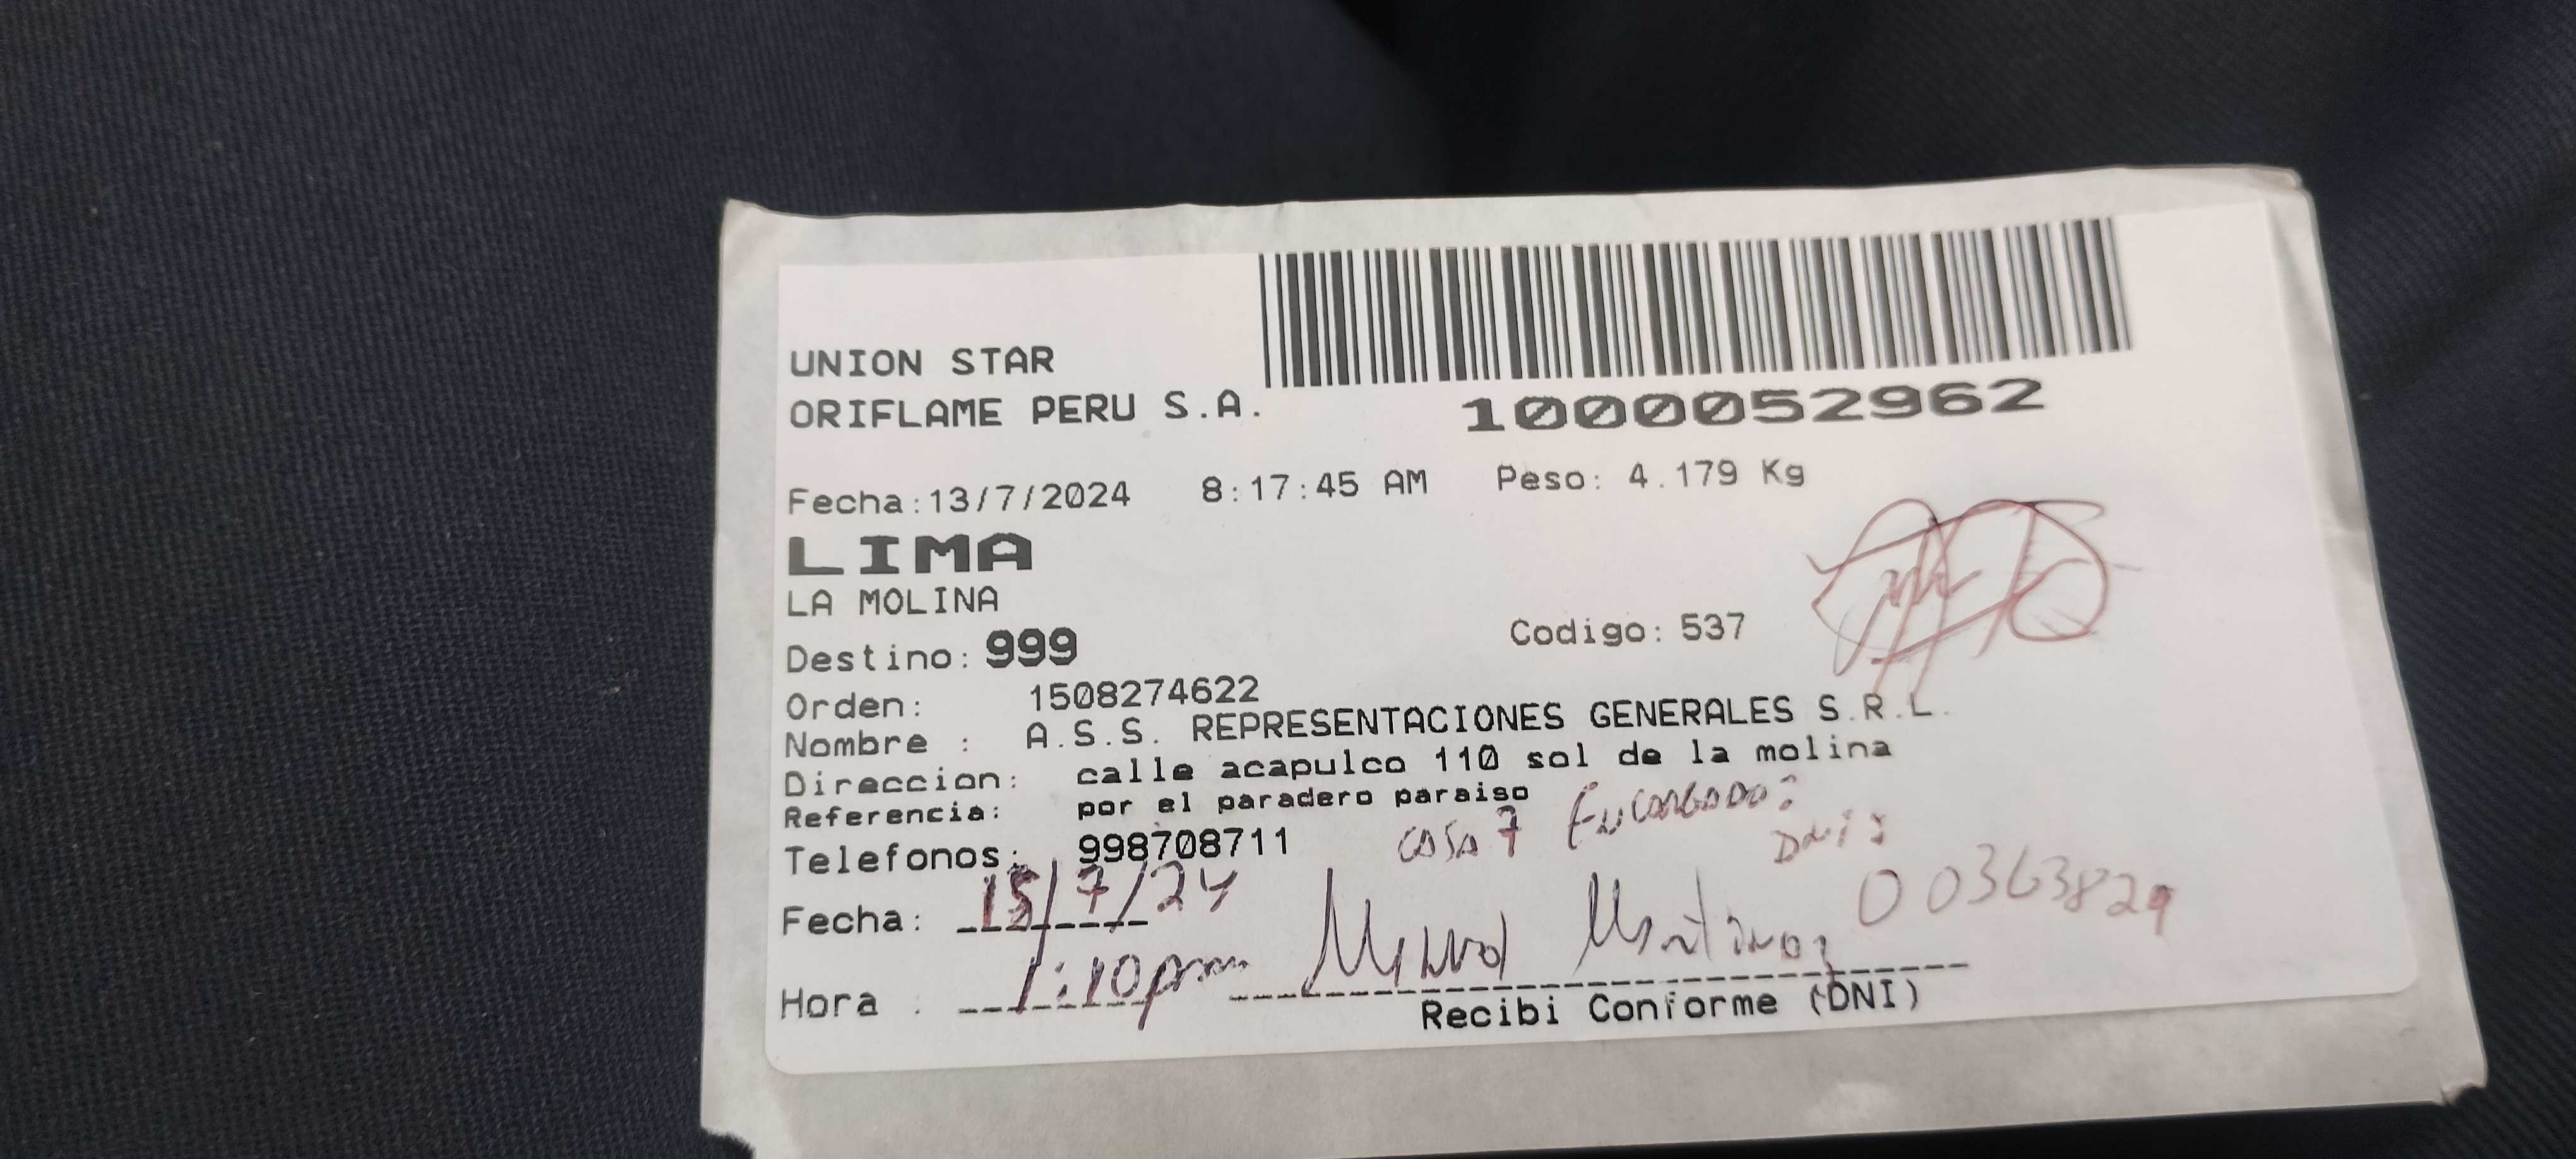 UNION STAR
ORIFLAME PERU S.A.
1000052962
Fecha:13/7/2024 8:17:45 AM Peso: 4.179 Kg
LIMA
LA MOLINA
Destino: 999 Codigo: 537
Orden: 1508274622
Nombre : A.S.S. REPRESENTACIONES GENERALES S.R.L.
Direccion: calle acapulco 110 sol de la molina
Referencia: por el paradero paraiso
Telefonos: 998708711 casa 7 Encargado:
DNI:
00363829
Fecha: 15/7/24
Hora : 1:10pm
Recibi Conforme (DNI)